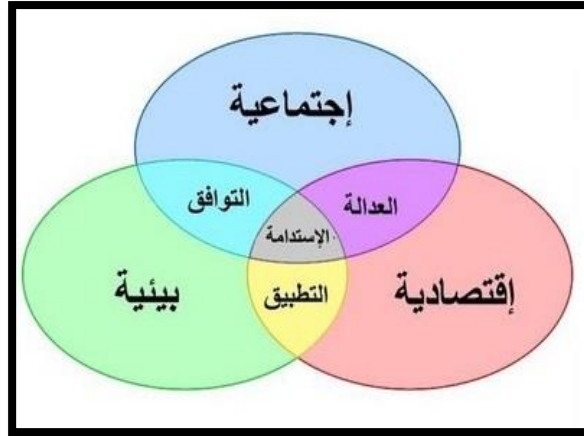 إجتماعية
العدالة
التوافق
الإستدامة
إقتصادية
التطبيق
بيئية